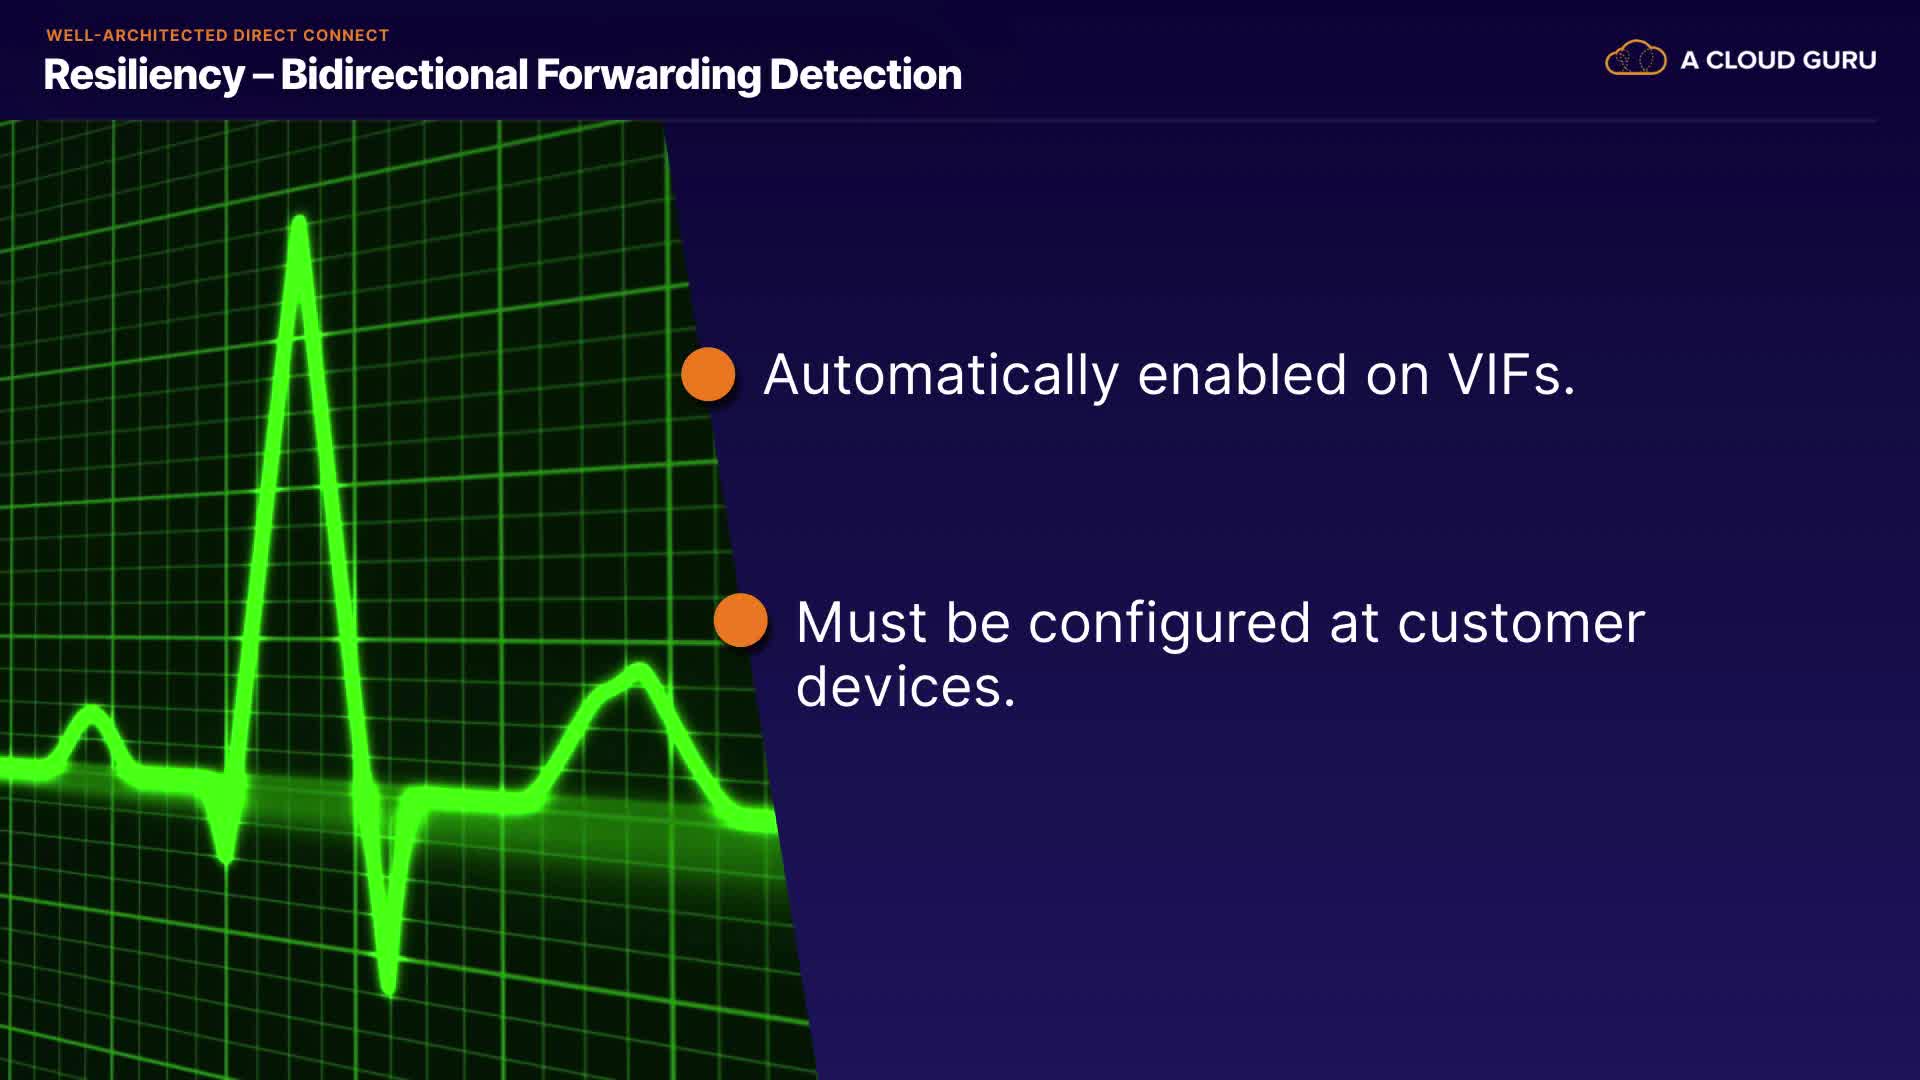 WELL-ARCHITECTED DIRECT CONNECT
Resiliency – Bidirectional Forwarding Detection
A CLOUD GURU
Automatically enabled on VIFs.
Must be configured at customer
devices.